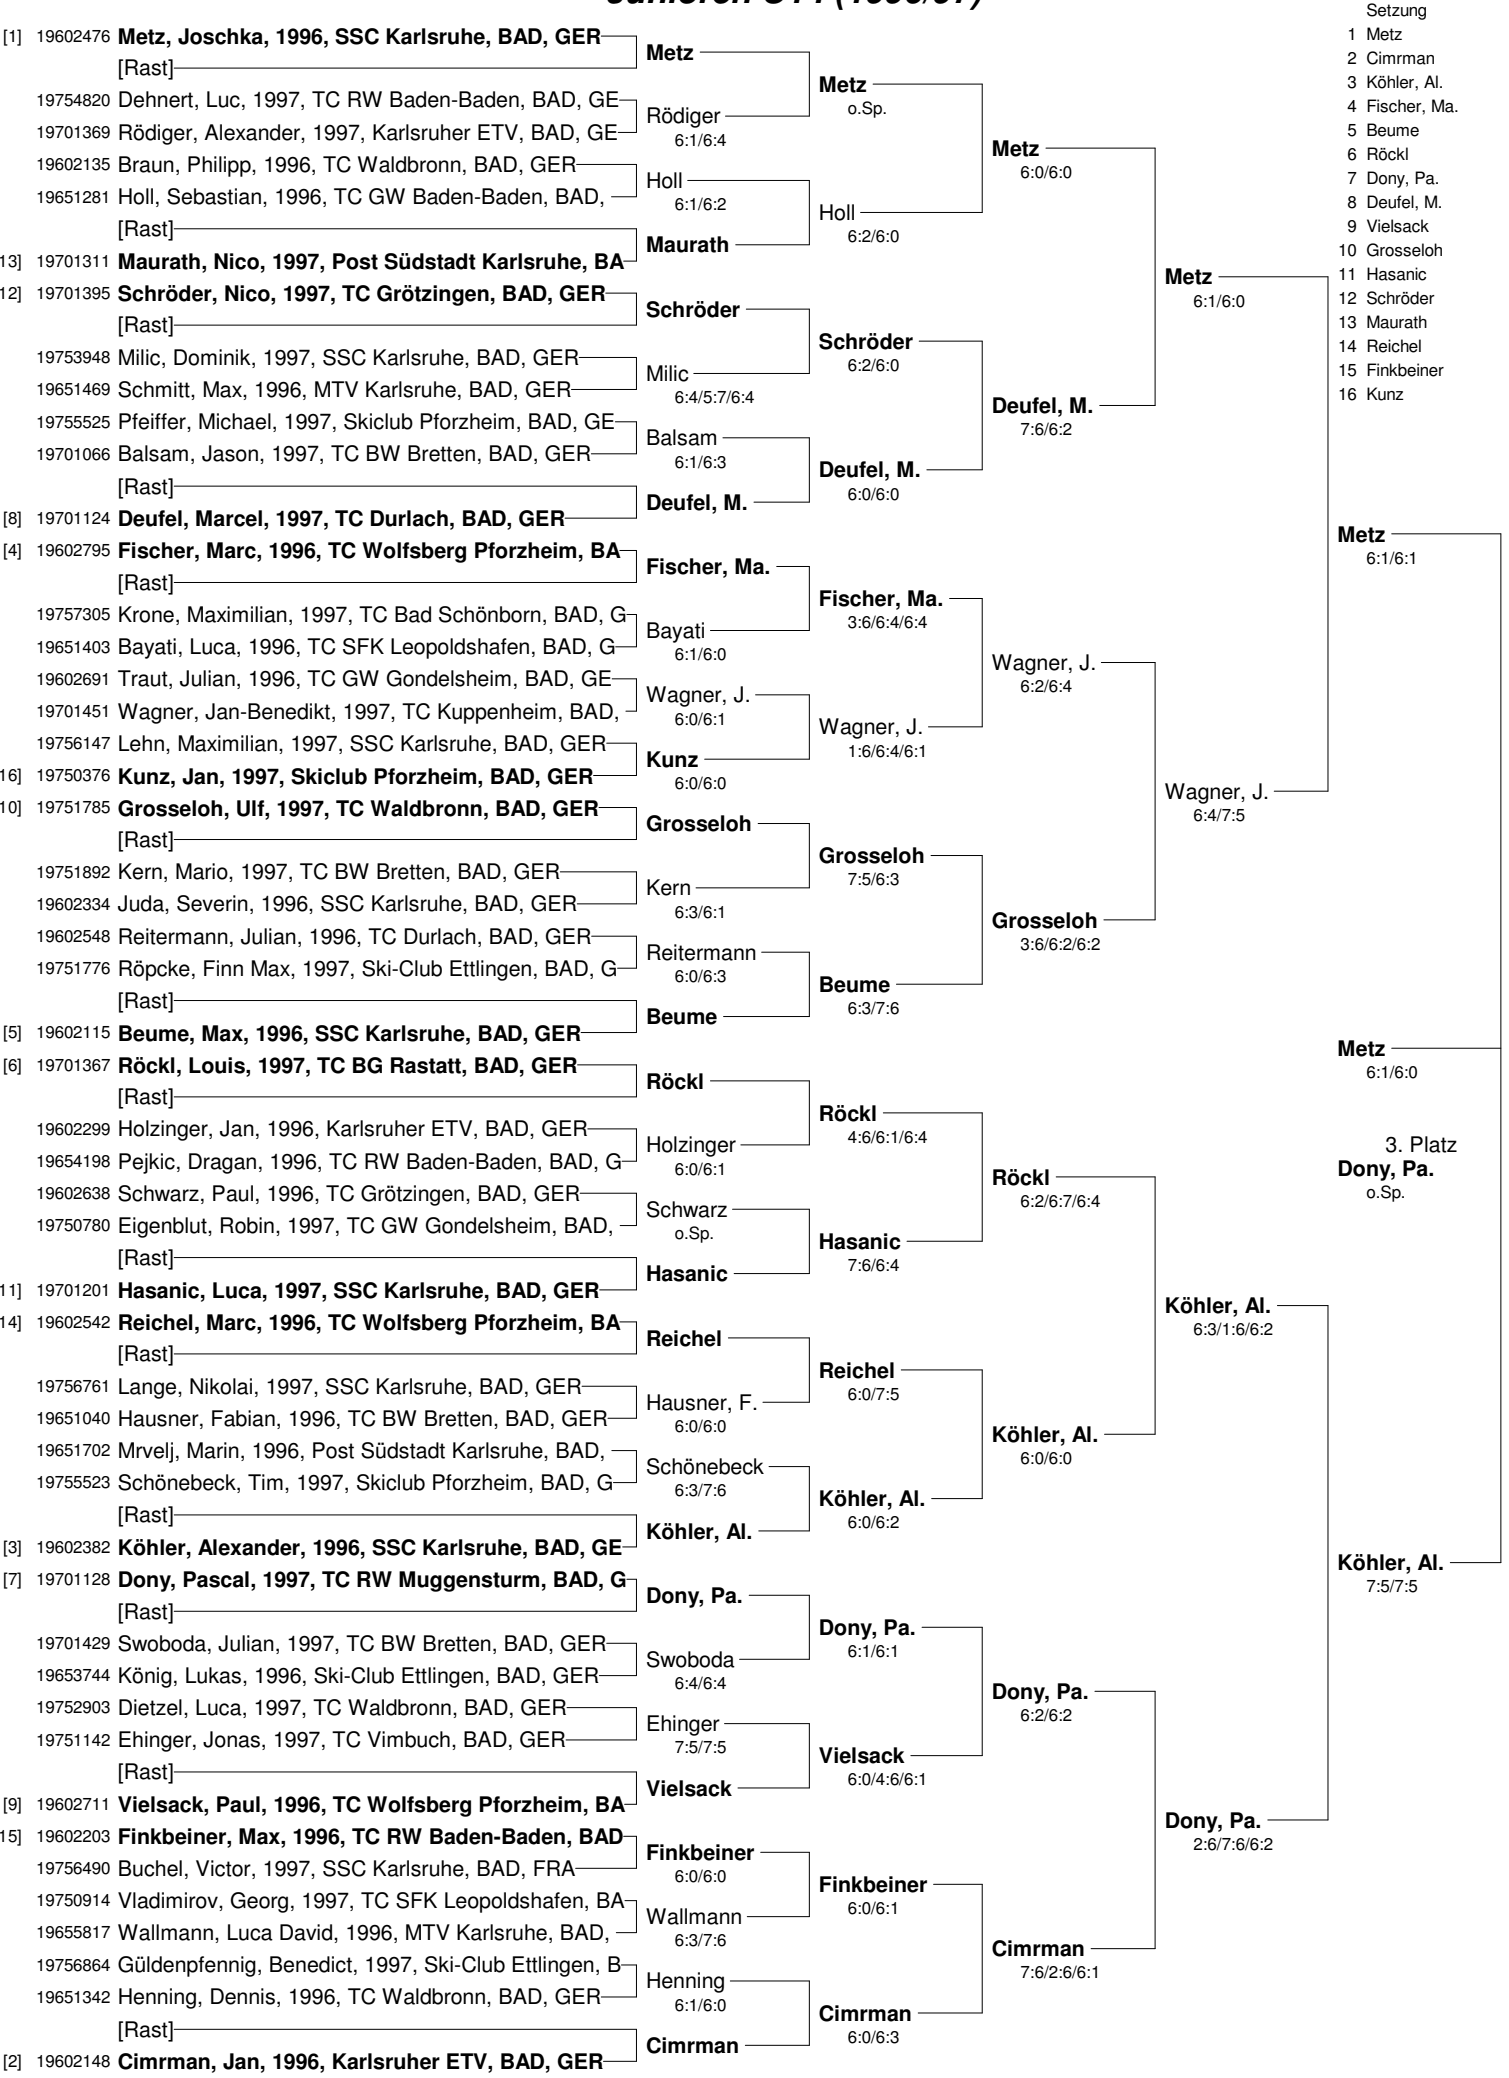 Junioren U14 (1996/97)
Setzung
1 Metz
2 Cimrman
3 Köhler, Al.
4 Fischer, Ma.
5 Beume
6 Röckl
7 Dony, Pa.
8 Deufel, M.
9 Vielsack
10 Grosseloh
11 Hasanic
12 Schröder
13 Maurath
14 Reichel
15 Finkbeiner
16 Kunz
[1] 19602476 Metz, Joschka, 1996, SSC Karlsruhe, BAD, GER
[Rast]
19754820 Dehnert, Luc, 1997, TC RW Baden-Baden, BAD, GE
19701369 Rödiger, Alexander, 1997, Karlsruher ETV, BAD, GE
19602135 Braun, Philipp, 1996, TC Waldbronn, BAD, GER
19651281 Holl, Sebastian, 1996, TC GW Baden-Baden, BAD,
[Rast]
13] 19701311 Maurath, Nico, 1997, Post Südstadt Karlsruhe, BA
12] 19701395 Schröder, Nico, 1997, TC Grötzingen, BAD, GER
[Rast]
19753948 Milic, Dominik, 1997, SSC Karlsruhe, BAD, GER
19651469 Schmitt, Max, 1996, MTV Karlsruhe, BAD, GER
19755525 Pfeiffer, Michael, 1997, Skiclub Pforzheim, BAD, GE
19701066 Balsam, Jason, 1997, TC BW Bretten, BAD, GER
[Rast]
[8] 19701124 Deufel, Marcel, 1997, TC Durlach, BAD, GER
[4] 19602795 Fischer, Marc, 1996, TC Wolfsberg Pforzheim, BA
[Rast]
19757305 Krone, Maximilian, 1997, TC Bad Schönborn, BAD, G
19651403 Bayati, Luca, 1996, TC SFK Leopoldshafen, BAD, G
19602691 Traut, Julian, 1996, TC GW Gondelsheim, BAD, GE
19701451 Wagner, Jan-Benedikt, 1997, TC Kuppenheim, BAD,
19756147 Lehn, Maximilian, 1997, SSC Karlsruhe, BAD, GER
16] 19750376 Kunz, Jan, 1997, Skiclub Pforzheim, BAD, GER
10] 19751785 Grosseloh, Ulf, 1997, TC Waldbronn, BAD, GER
[Rast]
19751892 Kern, Mario, 1997, TC BW Bretten, BAD, GER
19602334 Juda, Severin, 1996, SSC Karlsruhe, BAD, GER
19602548 Reitermann, Julian, 1996, TC Durlach, BAD, GER
19751776 Röpcke, Finn Max, 1997, Ski-Club Ettlingen, BAD, G
[Rast]
[5] 19602115 Beume, Max, 1996, SSC Karlsruhe, BAD, GER
[6] 19701367 Röckl, Louis, 1997, TC BG Rastatt, BAD, GER
[Rast]
19602299 Holzinger, Jan, 1996, Karlsruher ETV, BAD, GER
19654198 Pejkic, Dragan, 1996, TC RW Baden-Baden, BAD, G
19602638 Schwarz, Paul, 1996, TC Grötzingen, BAD, GER
19750780 Eigenblut, Robin, 1997, TC GW Gondelsheim, BAD,
[Rast]
11] 19701201 Hasanic, Luca, 1997, SSC Karlsruhe, BAD, GER
14] 19602542 Reichel, Marc, 1996, TC Wolfsberg Pforzheim, BA
[Rast]
19756761 Lange, Nikolai, 1997, SSC Karlsruhe, BAD, GER
19651040 Hausner, Fabian, 1996, TC BW Bretten, BAD, GER
19651702 Mrvelj, Marin, 1996, Post Südstadt Karlsruhe, BAD,
19755523 Schönebeck, Tim, 1997, Skiclub Pforzheim, BAD, G
[Rast]
[3] 19602382 Köhler, Alexander, 1996, SSC Karlsruhe, BAD, GE
[7] 19701128 Dony, Pascal, 1997, TC RW Muggensturm, BAD, G
[Rast]
19701429 Swoboda, Julian, 1997, TC BW Bretten, BAD, GER
19653744 König, Lukas, 1996, Ski-Club Ettlingen, BAD, GER
19752903 Dietzel, Luca, 1997, TC Waldbronn, BAD, GER
19751142 Ehinger, Jonas, 1997, TC Vimbuch, BAD, GER
[Rast]
[9] 19602711 Vielsack, Paul, 1996, TC Wolfsberg Pforzheim, BA
15] 19602203 Finkbeiner, Max, 1996, TC RW Baden-Baden, BAD
19756490 Buchel, Victor, 1997, SSC Karlsruhe, BAD, FRA
19750914 Vladimirov, Georg, 1997, TC SFK Leopoldshafen, BA
19655817 Wallmann, Luca David, 1996, MTV Karlsruhe, BAD,
19756864 Güldenpfennig, Benedict, 1997, Ski-Club Ettlingen, B
19651342 Henning, Dennis, 1996, TC Waldbronn, BAD, GER
[Rast]
[2] 19602148 Cimrman, Jan, 1996, Karlsruher ETV, BAD, GER
Metz
Rödiger
6:1/6:4
Holl
6:1/6:2
Maurath
Schröder
Milic
6:4/5:7/6:4
Balsam
6:1/6:3
Deufel, M.
Fischer, Ma.
Bayati
6:1/6:0
Wagner, J.
6:0/6:1
Kunz
6:0/6:0
Grosseloh
Kern
6:3/6:1
Reitermann
6:0/6:3
Beume
Röckl
Holzinger
6:0/6:1
Schwarz
o.Sp.
Hasanic
Reichel
Hausner, F.
6:0/6:0
Schönebeck
6:3/7:6
Köhler, Al.
Dony, Pa.
Swoboda
6:4/6:4
Ehinger
7:5/7:5
Vielsack
Finkbeiner
6:0/6:0
Wallmann
6:3/7:6
Henning
6:1/6:0
Cimrman
Metz
o.Sp.
Holl
6:2/6:0
Schröder
6:2/6:0
Deufel, M.
6:0/6:0
Fischer, Ma.
3:6/6:4/6:4
Wagner, J.
1:6/6:4/6:1
Grosseloh
7:5/6:3
Beume
6:3/7:6
Röckl
4:6/6:1/6:4
Hasanic
7:6/6:4
Reichel
6:0/7:5
Köhler, Al.
6:0/6:2
Dony, Pa.
6:1/6:1
Vielsack
6:0/4:6/6:1
Finkbeiner
6:0/6:1
Cimrman
6:0/6:3
Metz
6:0/6:0
Deufel, M.
7:6/6:2
Wagner, J.
6:2/6:4
Grosseloh
3:6/6:2/6:2
Röckl
6:2/6:7/6:4
Köhler, Al.
6:0/6:0
Dony, Pa.
6:2/6:2
Cimrman
7:6/2:6/6:1
Metz
6:1/6:0
Wagner, J.
6:4/7:5
Köhler, Al.
6:3/1:6/6:2
Dony, Pa.
2:6/7:6/6:2
Metz
6:1/6:1
Metz
6:1/6:0
3. Platz
Dony, Pa.
o.Sp.
Köhler, Al.
7:5/7:5